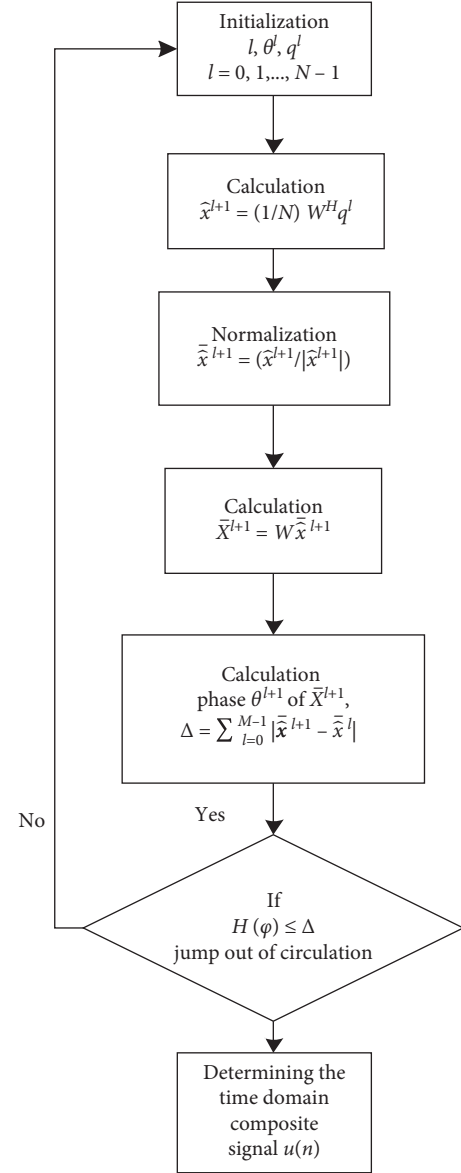 Initialization
l, θ^l, q^l
l = 0, 1,..., N – 1
Calculation
x̂^{l+1} = (1/N) W^H q^l
Normalization
x̂̄^{l+1} = (x̂^{l+1}/|x̂^{l+1}|)
Calculation
X̄^{l+1} = W x̂̄^{l+1}
Calculation
phase θ^{l+1} of X̄^{l+1},
Δ = ∑_{l=0}^{M–1} |x̂̄^{l+1} – x̂̄^l|
No
Yes
If
H (φ) ≤ Δ
jump out of circulation
Determining the
time domain
composite
signal u(n)